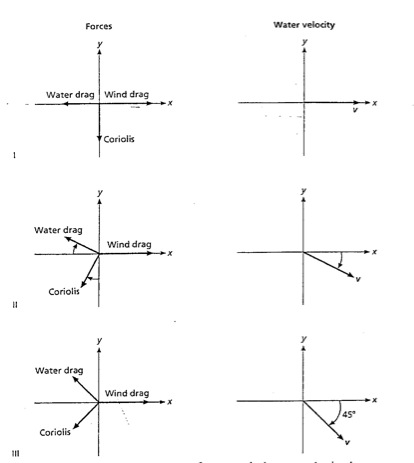 Forces
Water velocity
y
y
Water drag Wind drag x
x
v
Coriolis
I
y
y
Water drag
Wind drag x
x
Coriolis
v
II
y
y
Water drag
Wind drag x
x
45°
Coriolis
v
III